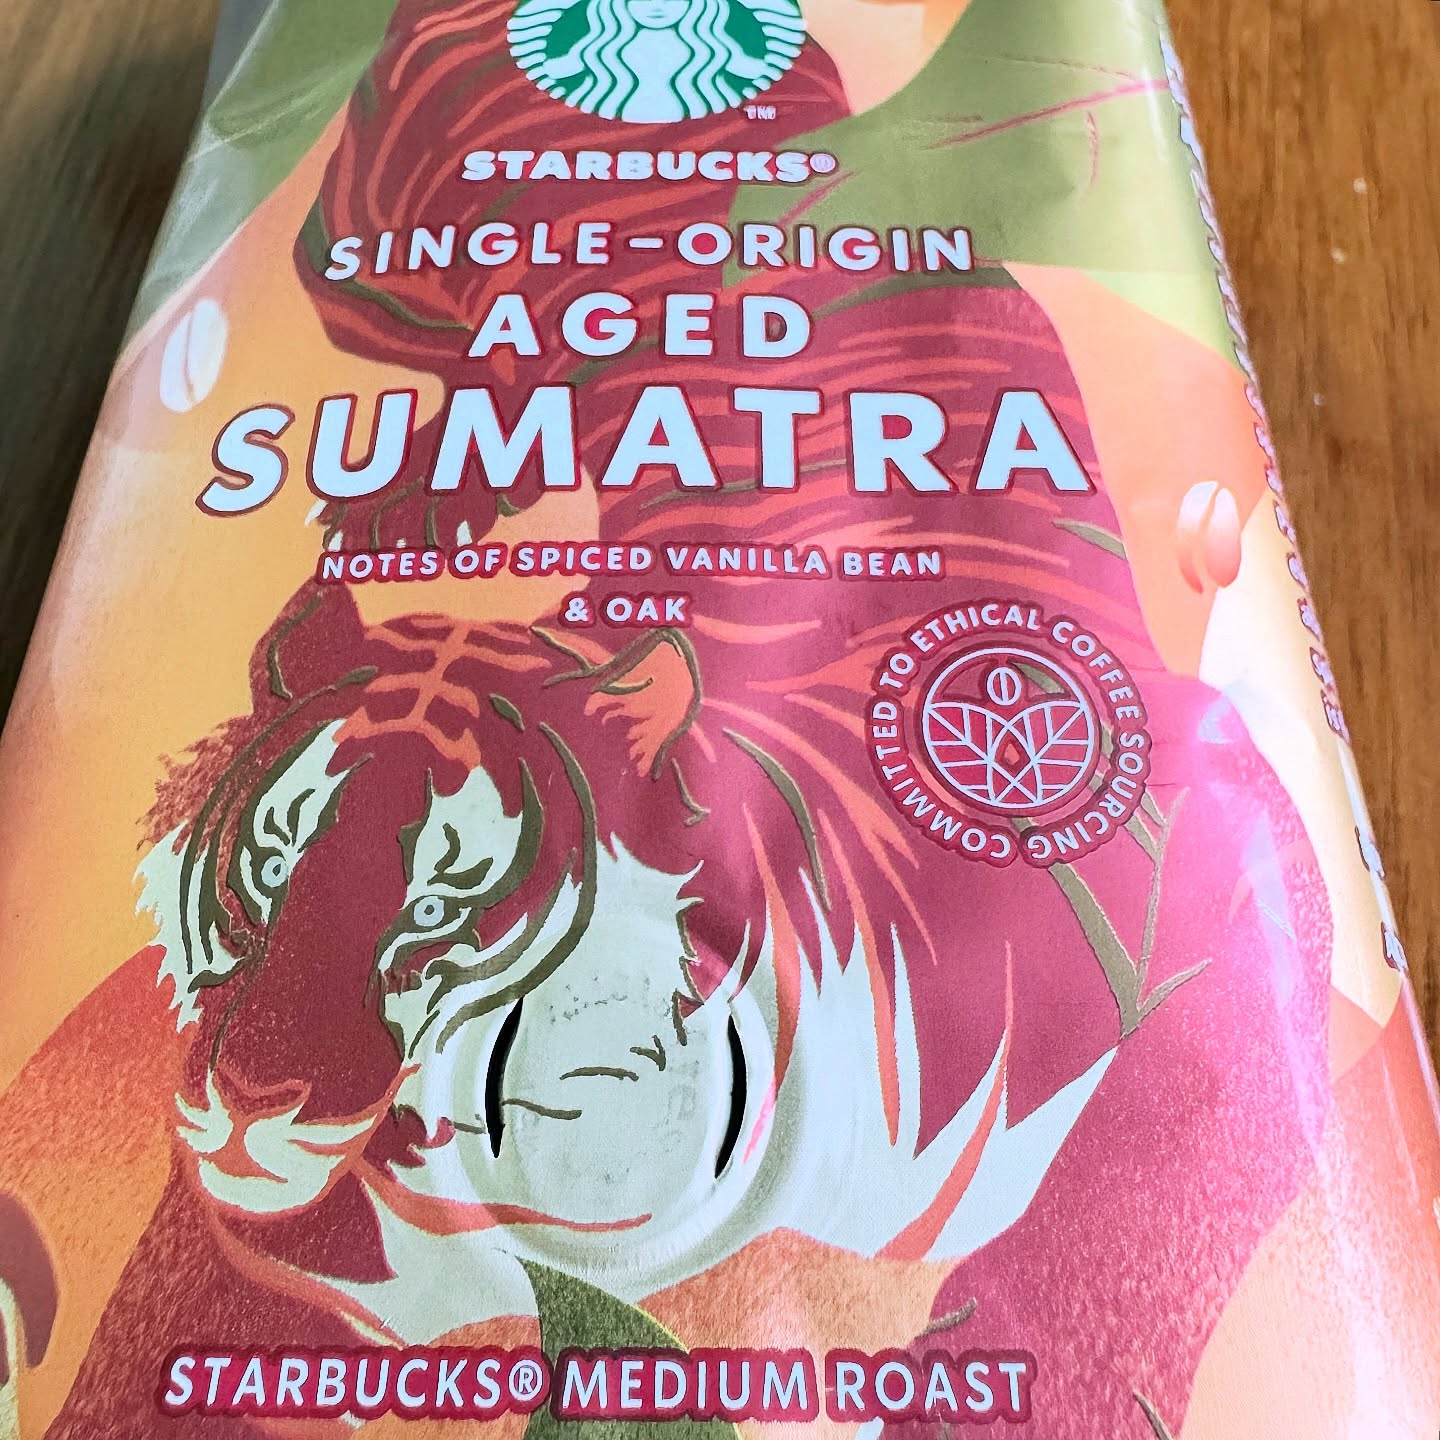 TM
STARBUCKS®
SINGLE-ORIGIN
AGED
SUMATRA
NOTES OF SPICED VANILLA BEAN
& OAK
COMMITTED TO ETHICAL COFFEE SOURCING
STARBUCKS® MEDIUM ROAST